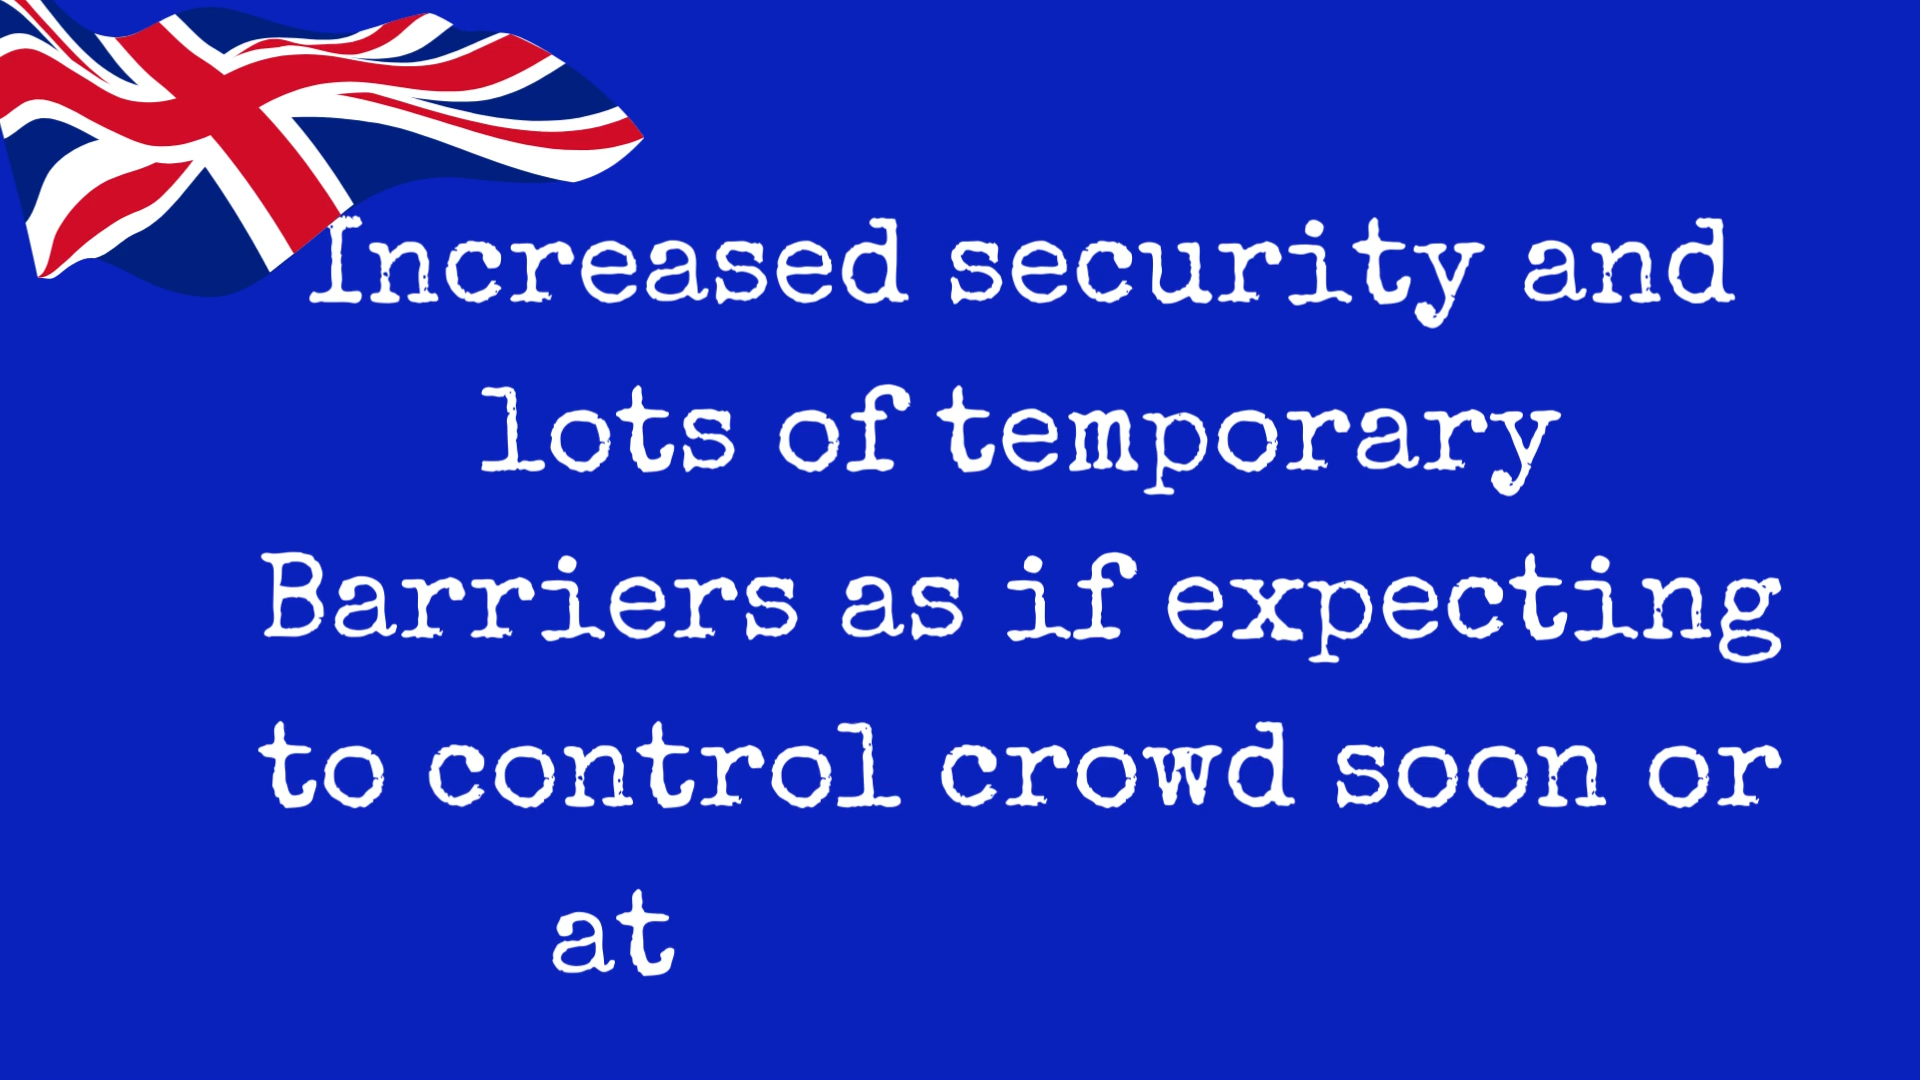 Increased security and
lots of temporary
Barriers as if expecting
to control crowd soon or
at